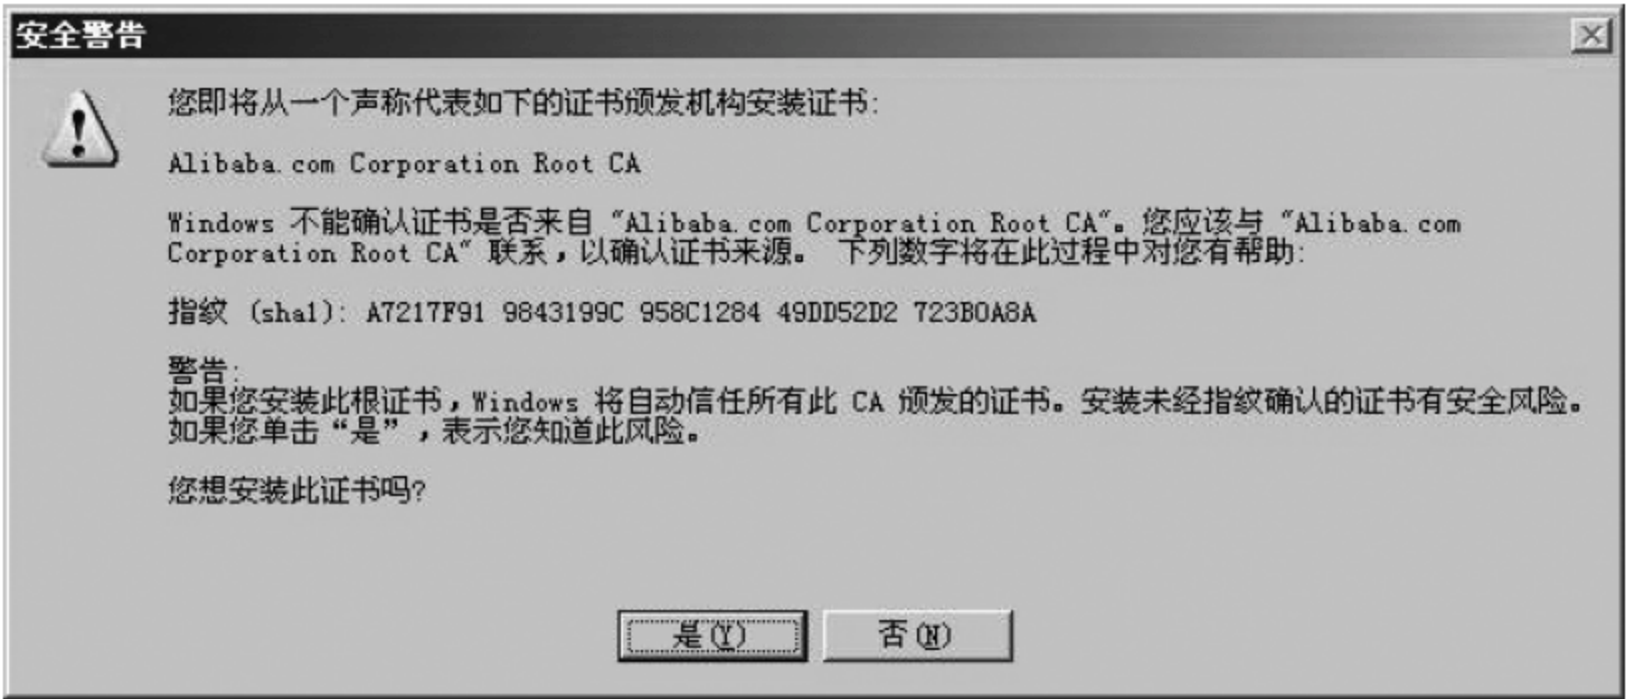 安全警告
您即将从一个声称代表如下的证书颁发机构安装证书:
Alibaba.com Corporation Root CA
Windows 不能确认证书是否来自 "Alibaba.com Corporation Root CA"。您应该与 "Alibaba.com
Corporation Root CA" 联系，以确认证书来源。 下列数字将在此过程中对您有帮助:
指纹 (sha1): A7217F91 9843199C 958C1284 49DD52D2 723B0A8A
警告:
如果您安装此根证书，Windows 将自动信任所有此 CA 颁发的证书。安装未经指纹确认的证书有安全风险。
如果您单击“是”，表示您知道此风险。
您想安装此证书吗?
是(Y) 否(N)